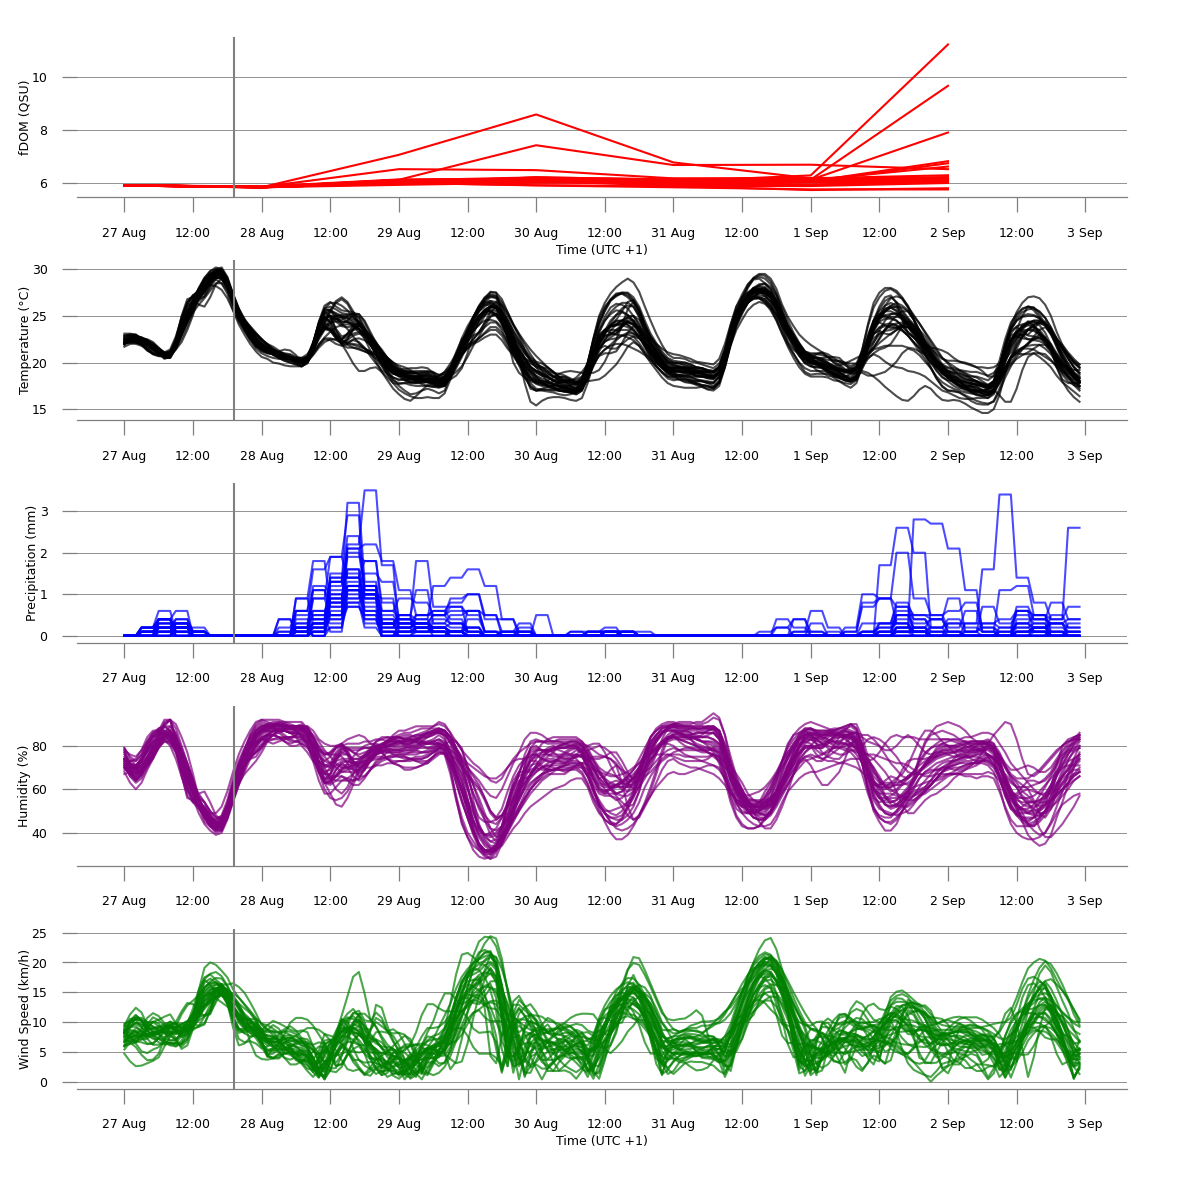 fDOM (QSU)
10
8
6
27 Aug 12:00 28 Aug 12:00 29 Aug 12:00 30 Aug 12:00 31 Aug 12:00 1 Sep 12:00 2 Sep 12:00 3 Sep
Time (UTC +1)
Temperature (°C)
30
25
20
15
27 Aug 12:00 28 Aug 12:00 29 Aug 12:00 30 Aug 12:00 31 Aug 12:00 1 Sep 12:00 2 Sep 12:00 3 Sep
Precipitation (mm)
3
2
1
0
27 Aug 12:00 28 Aug 12:00 29 Aug 12:00 30 Aug 12:00 31 Aug 12:00 1 Sep 12:00 2 Sep 12:00 3 Sep
Humidity (%)
80
60
40
27 Aug 12:00 28 Aug 12:00 29 Aug 12:00 30 Aug 12:00 31 Aug 12:00 1 Sep 12:00 2 Sep 12:00 3 Sep
Wind Speed (km/h)
25
20
15
10
5
0
27 Aug 12:00 28 Aug 12:00 29 Aug 12:00 30 Aug 12:00 31 Aug 12:00 1 Sep 12:00 2 Sep 12:00 3 Sep
Time (UTC +1)